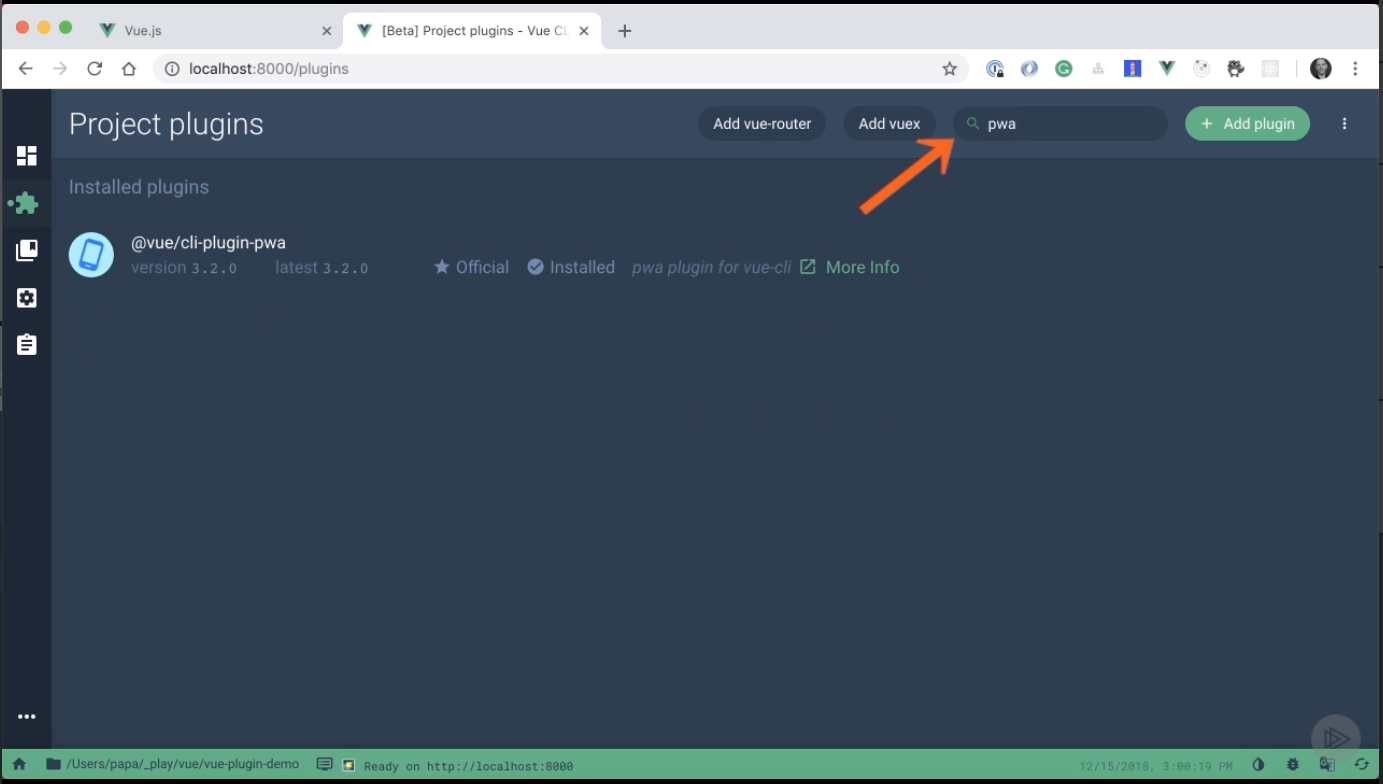 Vue.js
[Beta] Project plugins - Vue CL
localhost:8000/plugins
Project plugins
Add vue-router
Add vuex
pwa
+ Add plugin
Installed plugins
@vue/cli-plugin-pwa
version 3.2.0 latest 3.2.0 Official Installed pwa plugin for vue-cli More Info
/Users/papa/_play/vue/vue-plugin-demo Ready on http://localhost:8000 12/15/2018, 3:00:19 PM